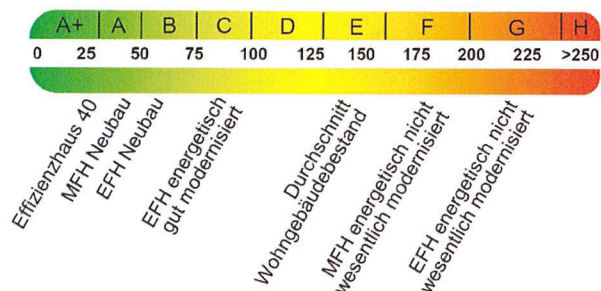 A+ A B C D E F G H
0 25 50 75 100 125 150 175 200 225 >250
Effizienzhaus 40
MFH Neubau
EFH Neubau
EFH energetisch
gut modernisiert
Durchschnitt
Wohngebäudebestand
MFH energetisch nicht
wesentlich modernisiert
EFH energetisch nicht
wesentlich modernisiert